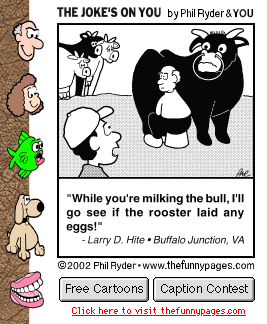 THE JOKE'S ON YOU by Phil Ryder & YOU
"While you're milking the bull, I'll
go see if the rooster laid any
eggs!"
- Larry D. Hite • Buffalo Junction, VA
©2002 Phil Ryder • www.thefunnypages.com
Free Cartoons Caption Contest
Click here to visit thefunnypages.com